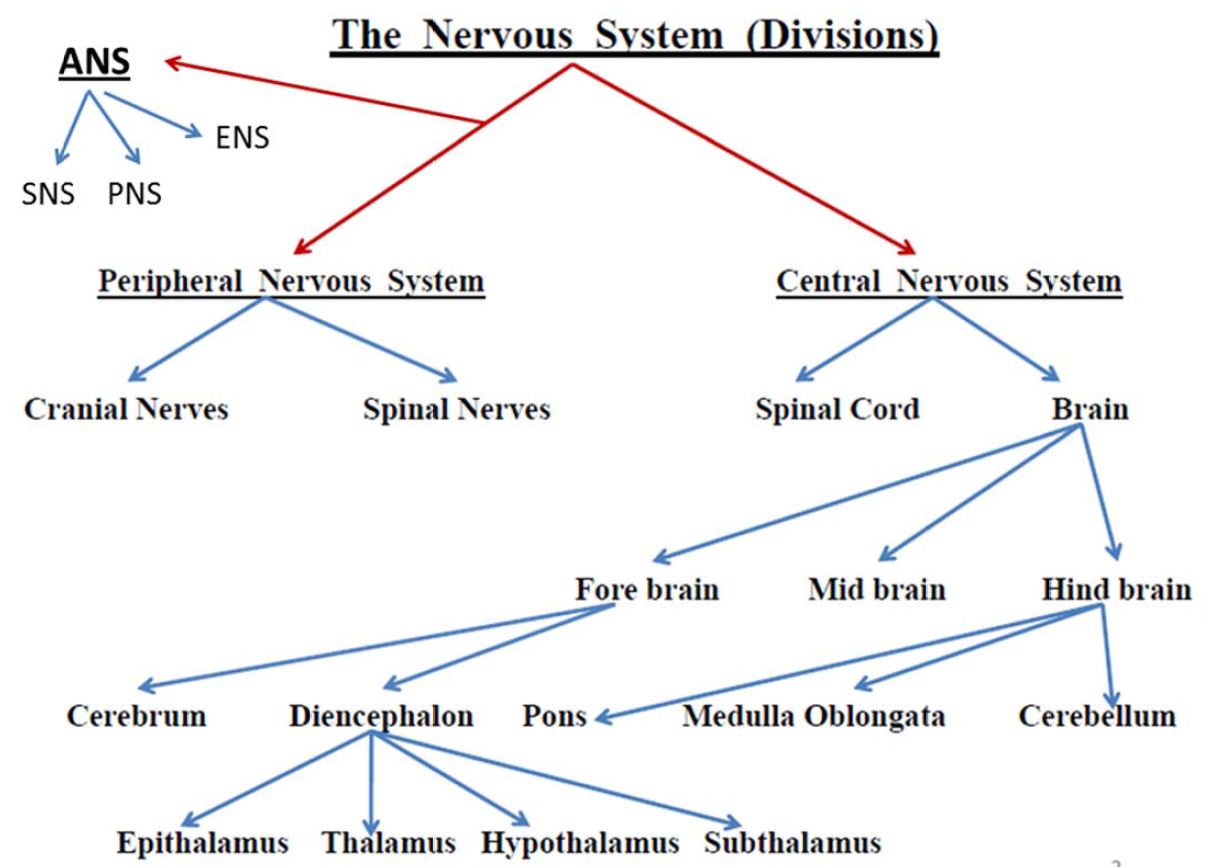 The Nervous System (Divisions)
ANS
ENS
SNS PNS
Peripheral Nervous System Central Nervous System
Cranial Nerves Spinal Nerves Spinal Cord Brain
Fore brain Mid brain Hind brain
Cerebrum Diencephalon Pons Medulla Oblongata Cerebellum
Epithalamus Thalamus Hypothalamus Subthalamus